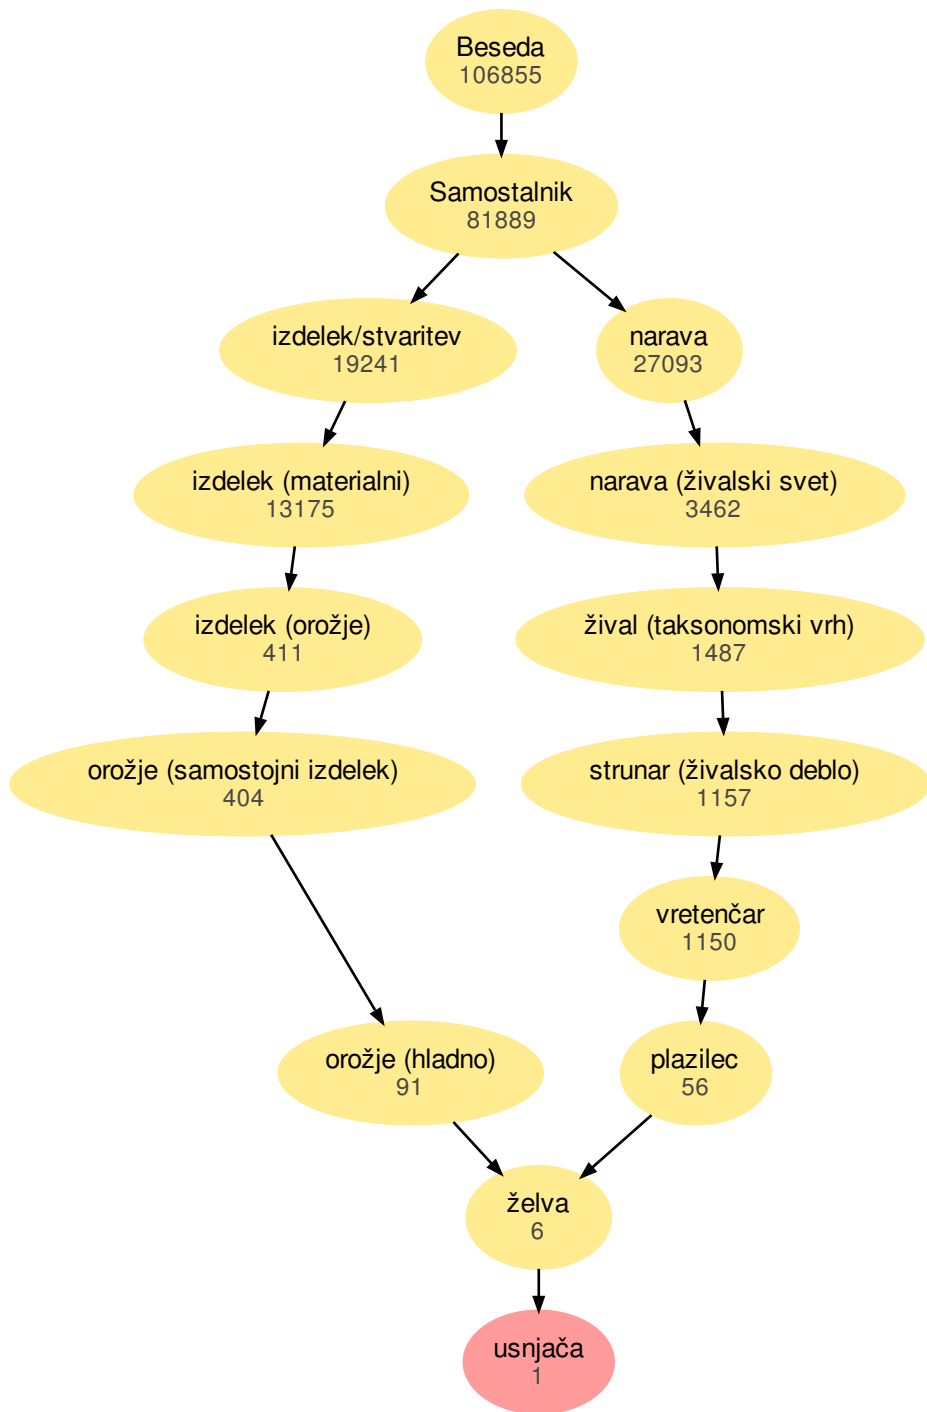 Beseda
106855
Samostalnik
81889
izdelek/stvaritev
19241
narava
27093
izdelek (materialni)
13175
narava (živalski svet)
3462
izdelek (orožje)
411
žival (taksonomski vrh)
1487
orožje (samostojni izdelek)
404
strunar (živalsko deblo)
1157
vretenčar
1150
orožje (hladno)
91
plazilec
56
želva
6
usnjača
1